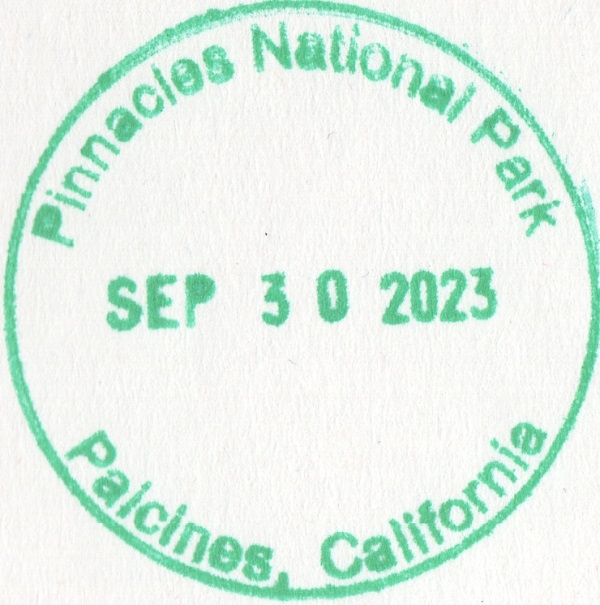 Pinnacles National Park
SEP 30 2023
Paicines, California